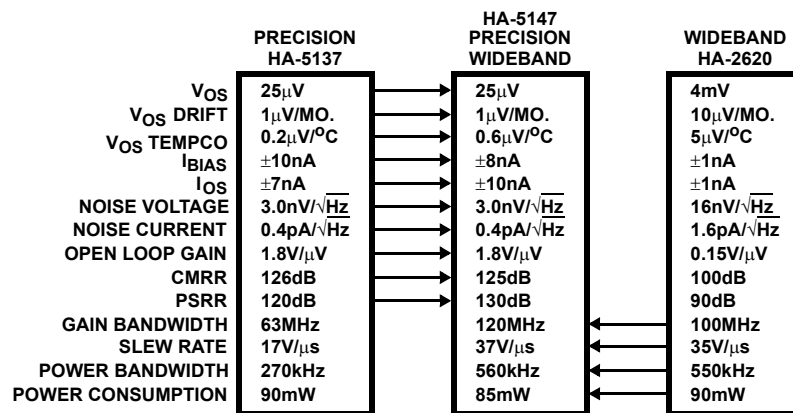 HA-5147
PRECISION PRECISION WIDEBAND
HA-5137 WIDEBAND HA-2620
VOS 25μV 25μV 4mV
VOS DRIFT 1μV/MO. 1μV/MO. 10μV/MO.
VOS TEMPCO 0.2μV/°C 0.6μV/°C 5μV/°C
IBIAS ±10nA ±8nA ±1nA
IOS ±7nA ±10nA ±1nA
NOISE VOLTAGE 3.0nV/√Hz 3.0nV/√Hz 16nV/√Hz
NOISE CURRENT 0.4pA/√Hz 0.4pA/√Hz 1.6pA/√Hz
OPEN LOOP GAIN 1.8V/μV 1.8V/μV 0.15V/μV
CMRR 126dB 125dB 100dB
PSRR 120dB 130dB 90dB
GAIN BANDWIDTH 63MHz 120MHz 100MHz
SLEW RATE 17V/μs 37V/μs 35V/μs
POWER BANDWIDTH 270kHz 560kHz 550kHz
POWER CONSUMPTION 90mW 85mW 90mW